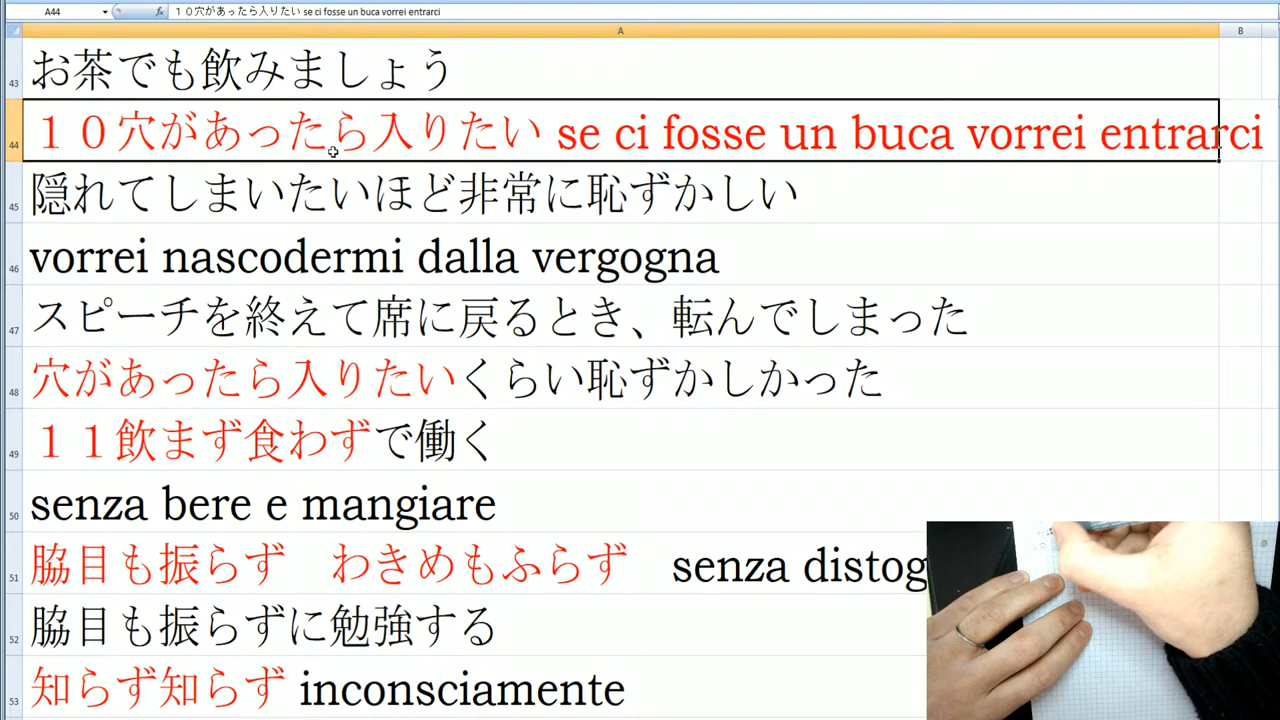 A44
fx １０穴があったら入りたい se ci fosse un buca vorrei entrarci
A B
43 お茶でも飲みましょう
44 １０穴があったら入りたい se ci fosse un buca vorrei entrarci
45 隠れてしまいたいほど非常に恥ずかしい
46 vorrei nascodermi dalla vergogna
47 スピーチを終えて席に戻るとき、転んでしまった
48 穴があったら入りたいくらい恥ずかしかった
49 １１飲まず食わずで働く
50 senza bere e mangiare
51 脇目も振らず　わきめもふらず　senza distog
52 脇目も振らずに勉強する
53 知らず知らず inconsciamente